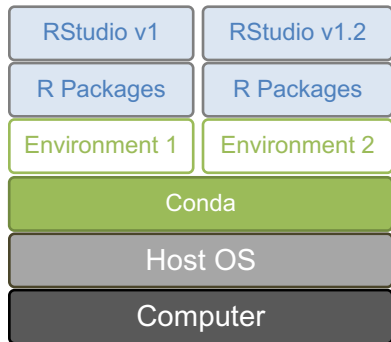 RStudio v1
RStudio v1.2
R Packages
R Packages
Environment 1
Environment 2
Conda
Host OS
Computer